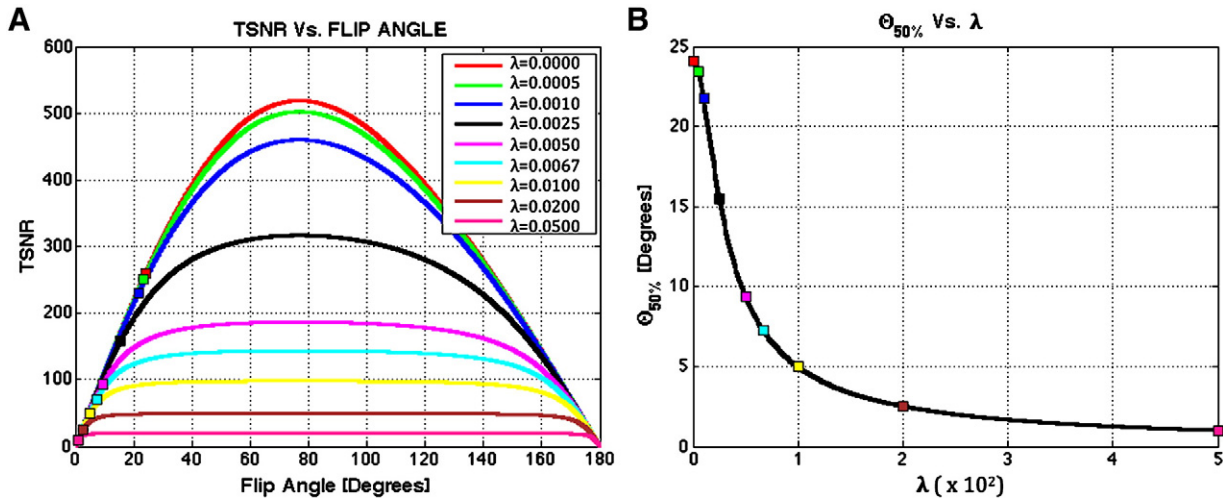 A
TSNR Vs. FLIP ANGLE
600
500
400
300
200
100
0
TSNR
0 20 40 60 80 100 120 140 160 180
Flip Angle [Degrees]
λ=0.0000
λ=0.0005
λ=0.0010
λ=0.0025
λ=0.0050
λ=0.0067
λ=0.0100
λ=0.0200
λ=0.0500
B
Θ50% Vs. λ
25
20
15
10
5
0
Θ50% [Degrees]
0 1 2 3 4 5
λ ( x 10²)